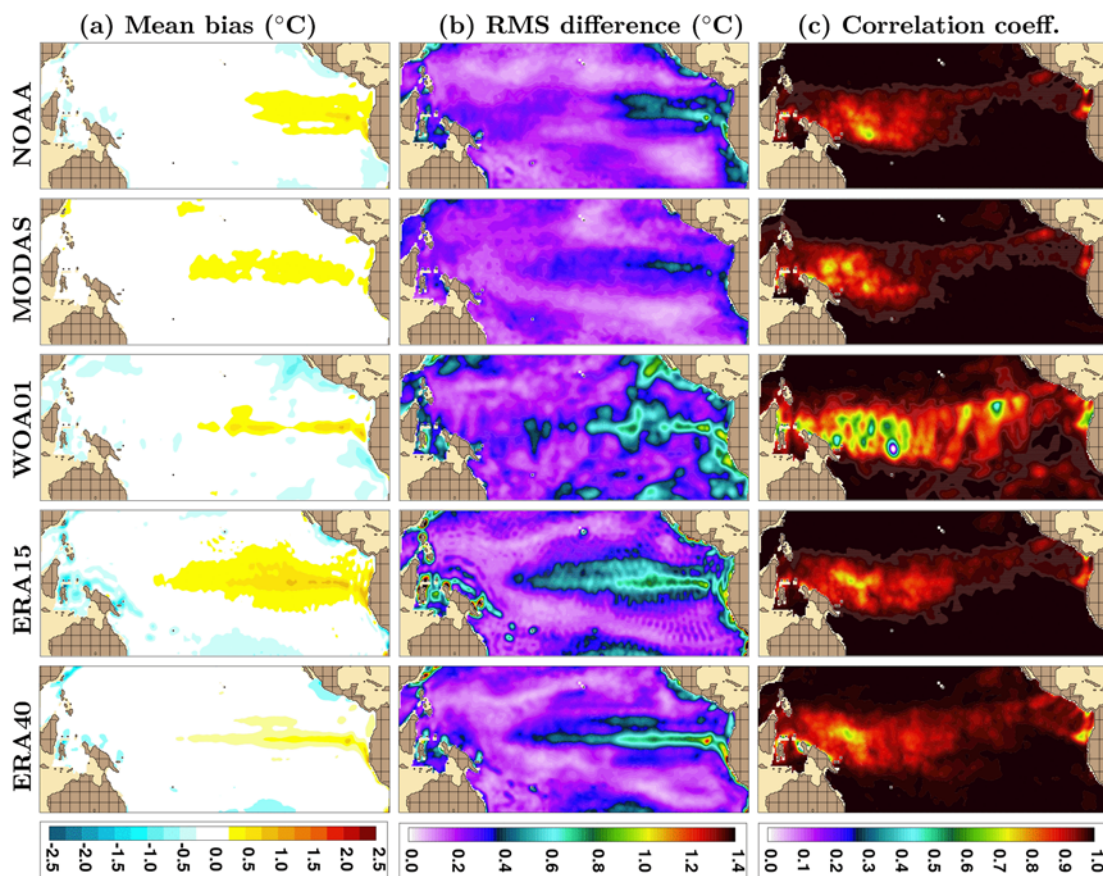 (a) Mean bias (°C) (b) RMS difference (°C) (c) Correlation coeff.
NOAA
MODAS
WOA01
ERA15
ERA40
-2.5 -2.0 -1.5 -1.0 -0.5 0.0 0.5 1.0 1.5 2.0 2.5
0.0 0.2 0.4 0.6 0.8 1.0 1.2 1.4
0.0 0.1 0.2 0.3 0.4 0.5 0.6 0.7 0.8 0.9 1.0